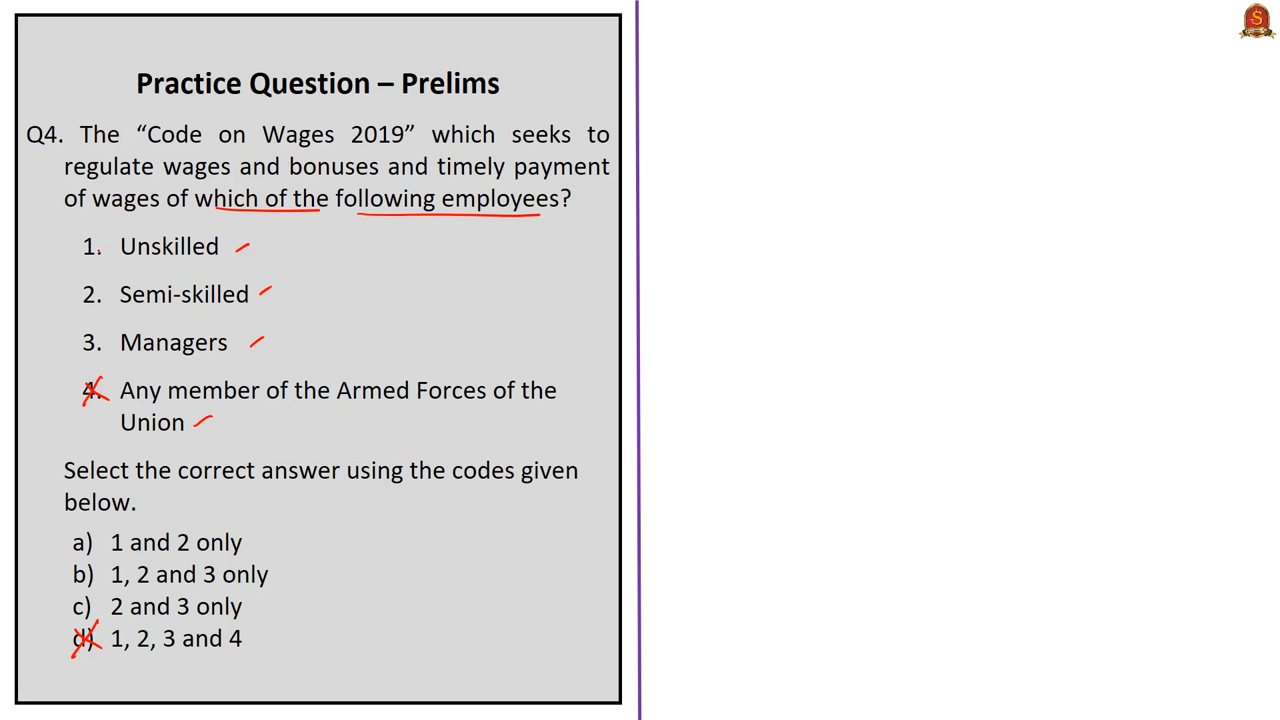 Practice Question – Prelims
Q4. The “Code on Wages 2019” which seeks to
regulate wages and bonuses and timely payment
of wages of which of the following employees?
1. Unskilled
2. Semi-skilled
3. Managers
4. Any member of the Armed Forces of the
Union
Select the correct answer using the codes given
below.
a) 1 and 2 only
b) 1, 2 and 3 only
c) 2 and 3 only
d) 1, 2, 3 and 4
S